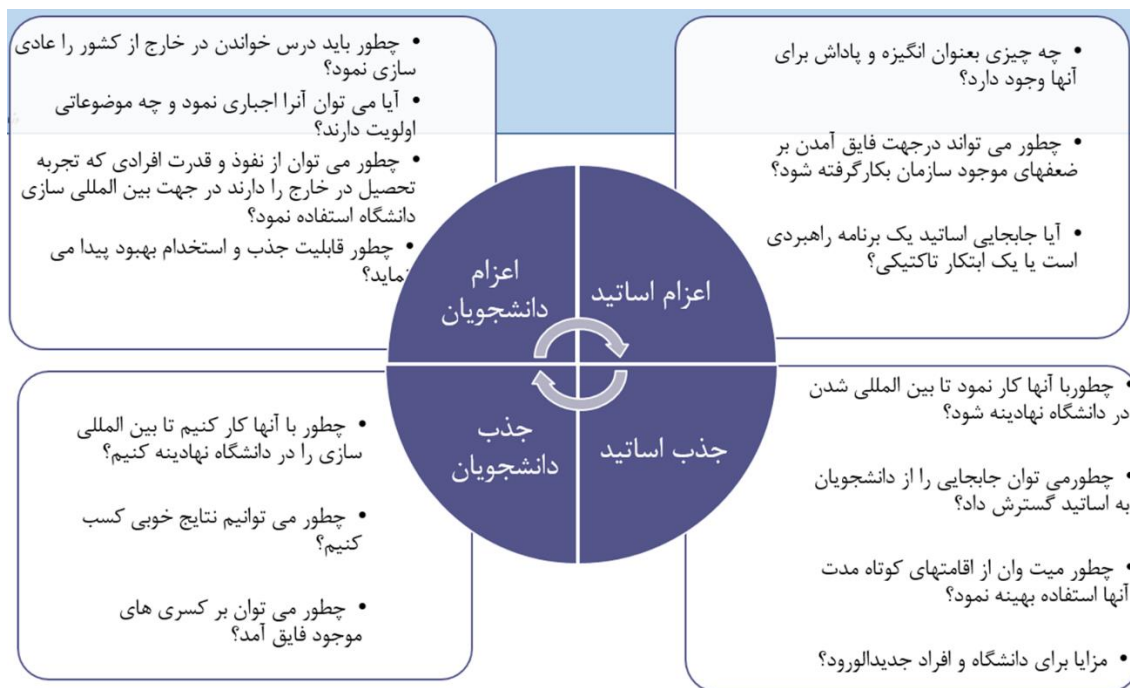 • چه چیزی بعنوان انگیزه و پاداش برای
آنها وجود دارد؟
• چطور می تواند درجهت فایق آمدن بر
ضعفهای موجود سازمان بکارگرفته شود؟
• آیا جابجایی اساتید یک برنامه راهبردی
است یا یک ابتکار تاکتیکی؟
• چطور باید درس خواندن در خارج از کشور را عادی
سازی نمود؟
• آیا می توان آنرا اجباری نمود و چه موضوعاتی
اولویت دارند؟
• چطور می توان از نفوذ و قدرت افرادی که تجربه
تحصیل در خارج را دارند در جهت بین المللی سازی
دانشگاه استفاده نمود؟
• چطور قابلیت جذب و استخدام بهبود پیدا می
نماید؟
اعزام اساتید
اعزام
دانشجویان
جذب اساتید
جذب
دانشجویان
• چطوربا آنها کار نمود تا بین المللی شدن
در دانشگاه نهادینه شود؟
• چطورمی توان جابجایی را از دانشجویان
به اساتید گسترش داد؟
• چطور میت وان از اقامتهای کوتاه مدت
آنها استفاده بهینه نمود؟
• مزایا برای دانشگاه و افراد جدیدالورود؟
• چطور با آنها کار کنیم تا بین المللی
سازی را در دانشگاه نهادینه کنیم؟
• چطور می توانیم نتایج خوبی کسب
کنیم؟
• چطور می توان بر کسری های
موجود فایق آمد؟